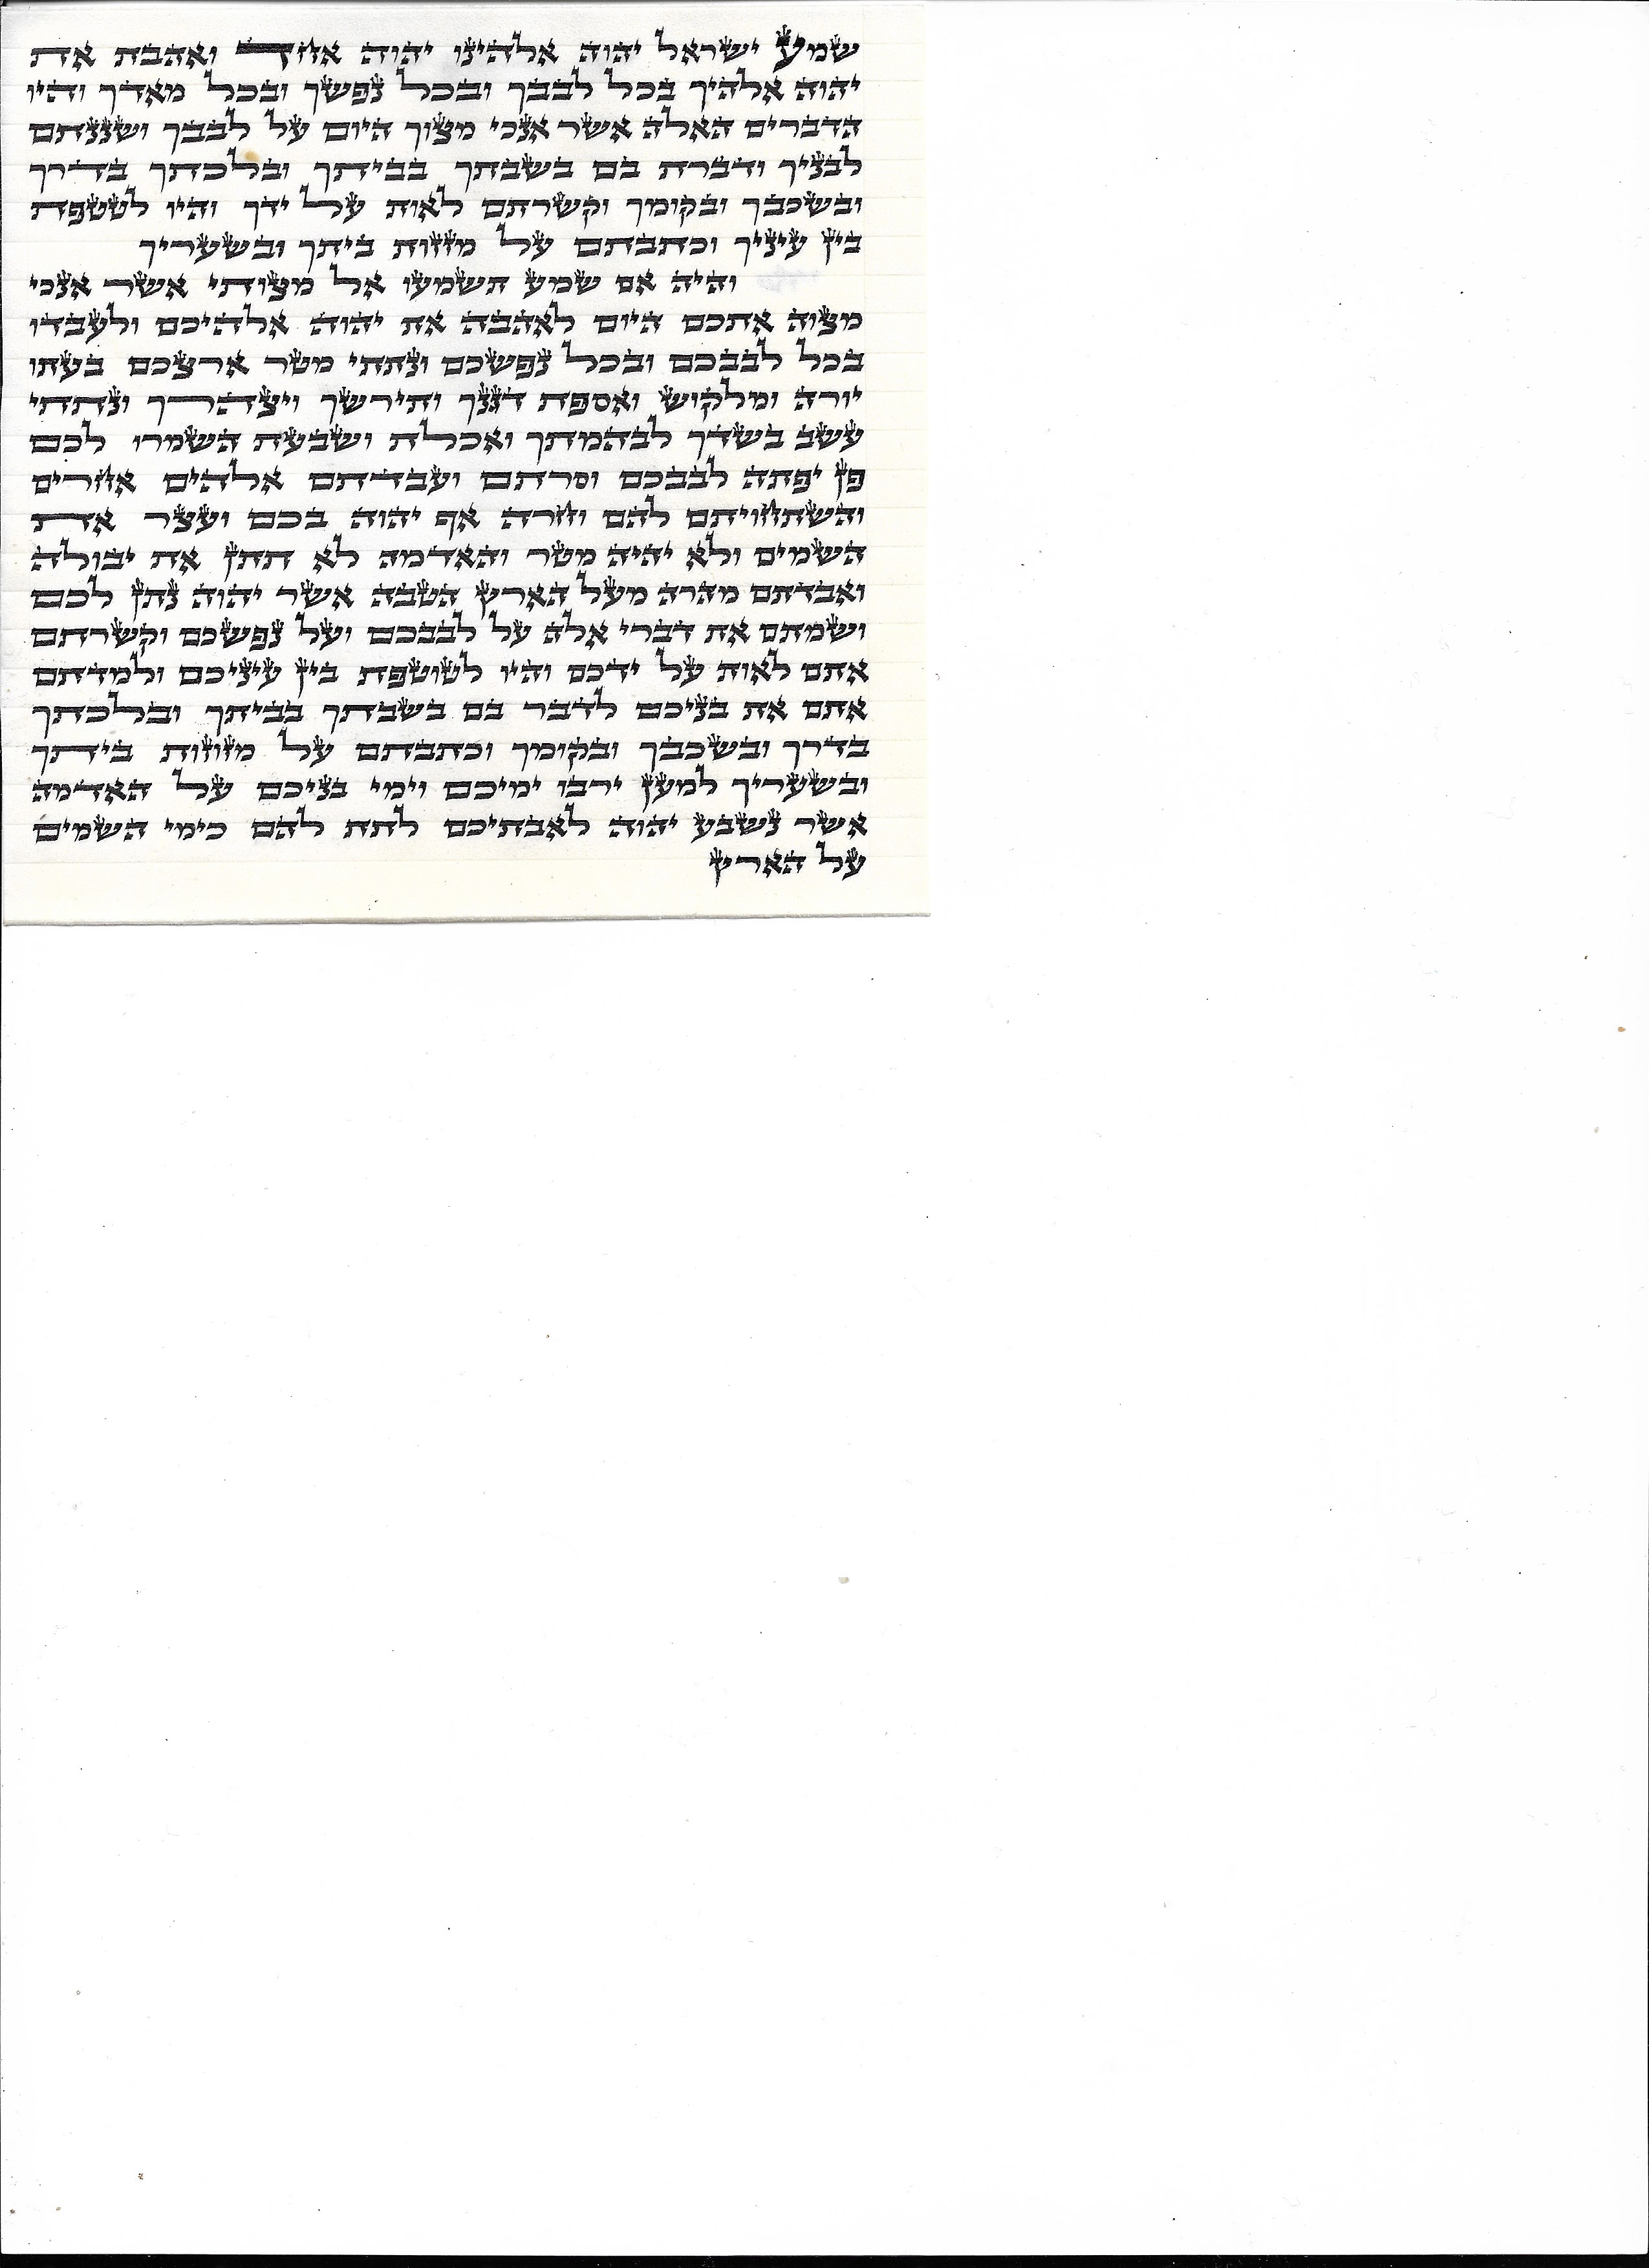 שמע ישראל יהוה אלהינו יהוה אחד ואהבת את
יהוה אלהיך בכל לבבך ובכל נפשך ובכל מאדך והיו
הדברים האלה אשר אנכי מצוך היום על לבבך ושננתם
לבניך ודברת בם בשבתך בביתך ובלכתך בדרך
ובשכבך ובקומך וקשרתם לאות על ידך והיו לטטפת
בין עיניך וכתבתם על מזזות ביתך ובשעריך
והיה אם שמע תשמעו אל מצותי אשר אנכי
מצוה אתכם היום לאהבה את יהוה אלהיכם ולעבדו
בכל לבבכם ובכל נפשכם ונתתי מטר ארצכם בעתו
יורה ומלקוש ואספת דגנך ותירשך ויצהרך ונתתי
עשב בשדך לבהמתך ואכלת ושבעת השמרו לכם
פן יפתה לבבכם וסרתם ועבדתם אלהים אחרים
והשתחויתם להם וחרה אף יהוה בכם ועצר את
השמים ולא יהיה מטר והאדמה לא תתן את יבולה
ואבדתם מהרה מעל הארץ הטבה אשר יהוה נתן לכם
ושמתם את דברי אלה על לבבכם ועל נפשכם וקשרתם
אתם לאות על ידכם והיו לטוטפת בין עיניכם ולמדתם
אתם את בניכם לדבר בם בשבתך בביתך ובלכתך
בדרך ובשכבך ובקומך וכתבתם על מזוזות ביתך
ובשעריך למען ירבו ימיכם וימי בניכם על האדמה
אשר נשבע יהוה לאבתיכם לתת להם כימי השמים
על הארץ